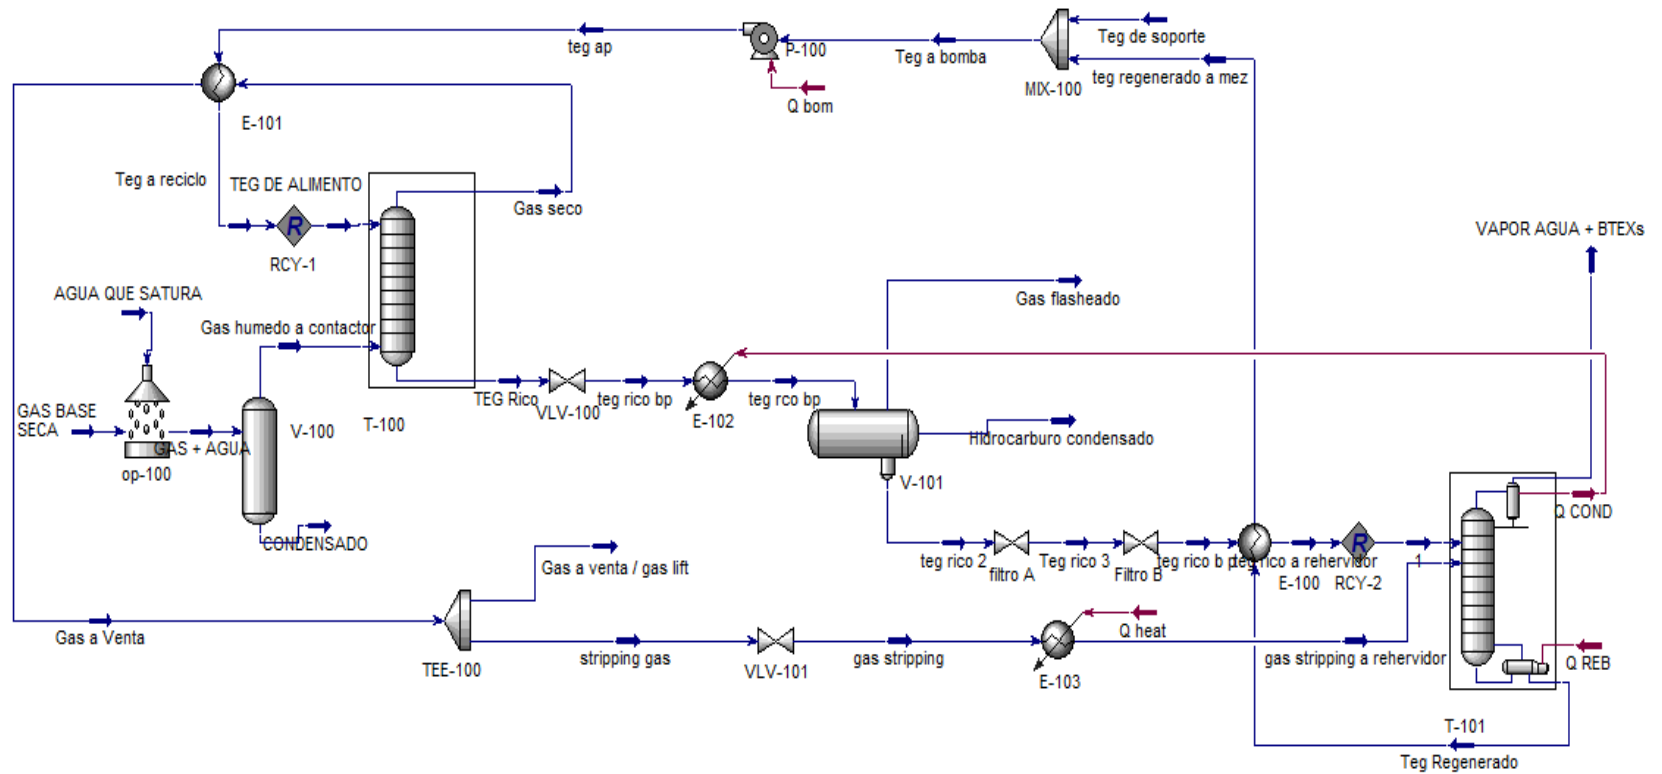 Teg de soporte
teg ap
P-100
Teg a bomba
teg regenerado a mez
MIX-100
Q bom
E-101
Teg a reciclo
TEG DE ALIMENTO
Gas seco
R
RCY-1
VAPOR AGUA + BTEXs
AGUA QUE SATURA
Gas humedo a contactor
Gas flasheado
TEG Rico
VLV-100
teg rico bp
E-102
teg rco bp
GAS BASE
SECA
GAS + AGUA
V-100
T-100
op-100
Hidrocarburo condensado
V-101
Q COND
CONDENSADO
teg rico 2
filtro A
Teg rico 3
Filtro B
teg rico b p
teg rico a rehervidor
E-100
R
RCY-2
1
Gas a venta / gas lift
Gas a Venta
TEE-100
stripping gas
VLV-101
gas stripping
Q heat
E-103
gas stripping a rehervidor
Q REB
T-101
Teg Regenerado